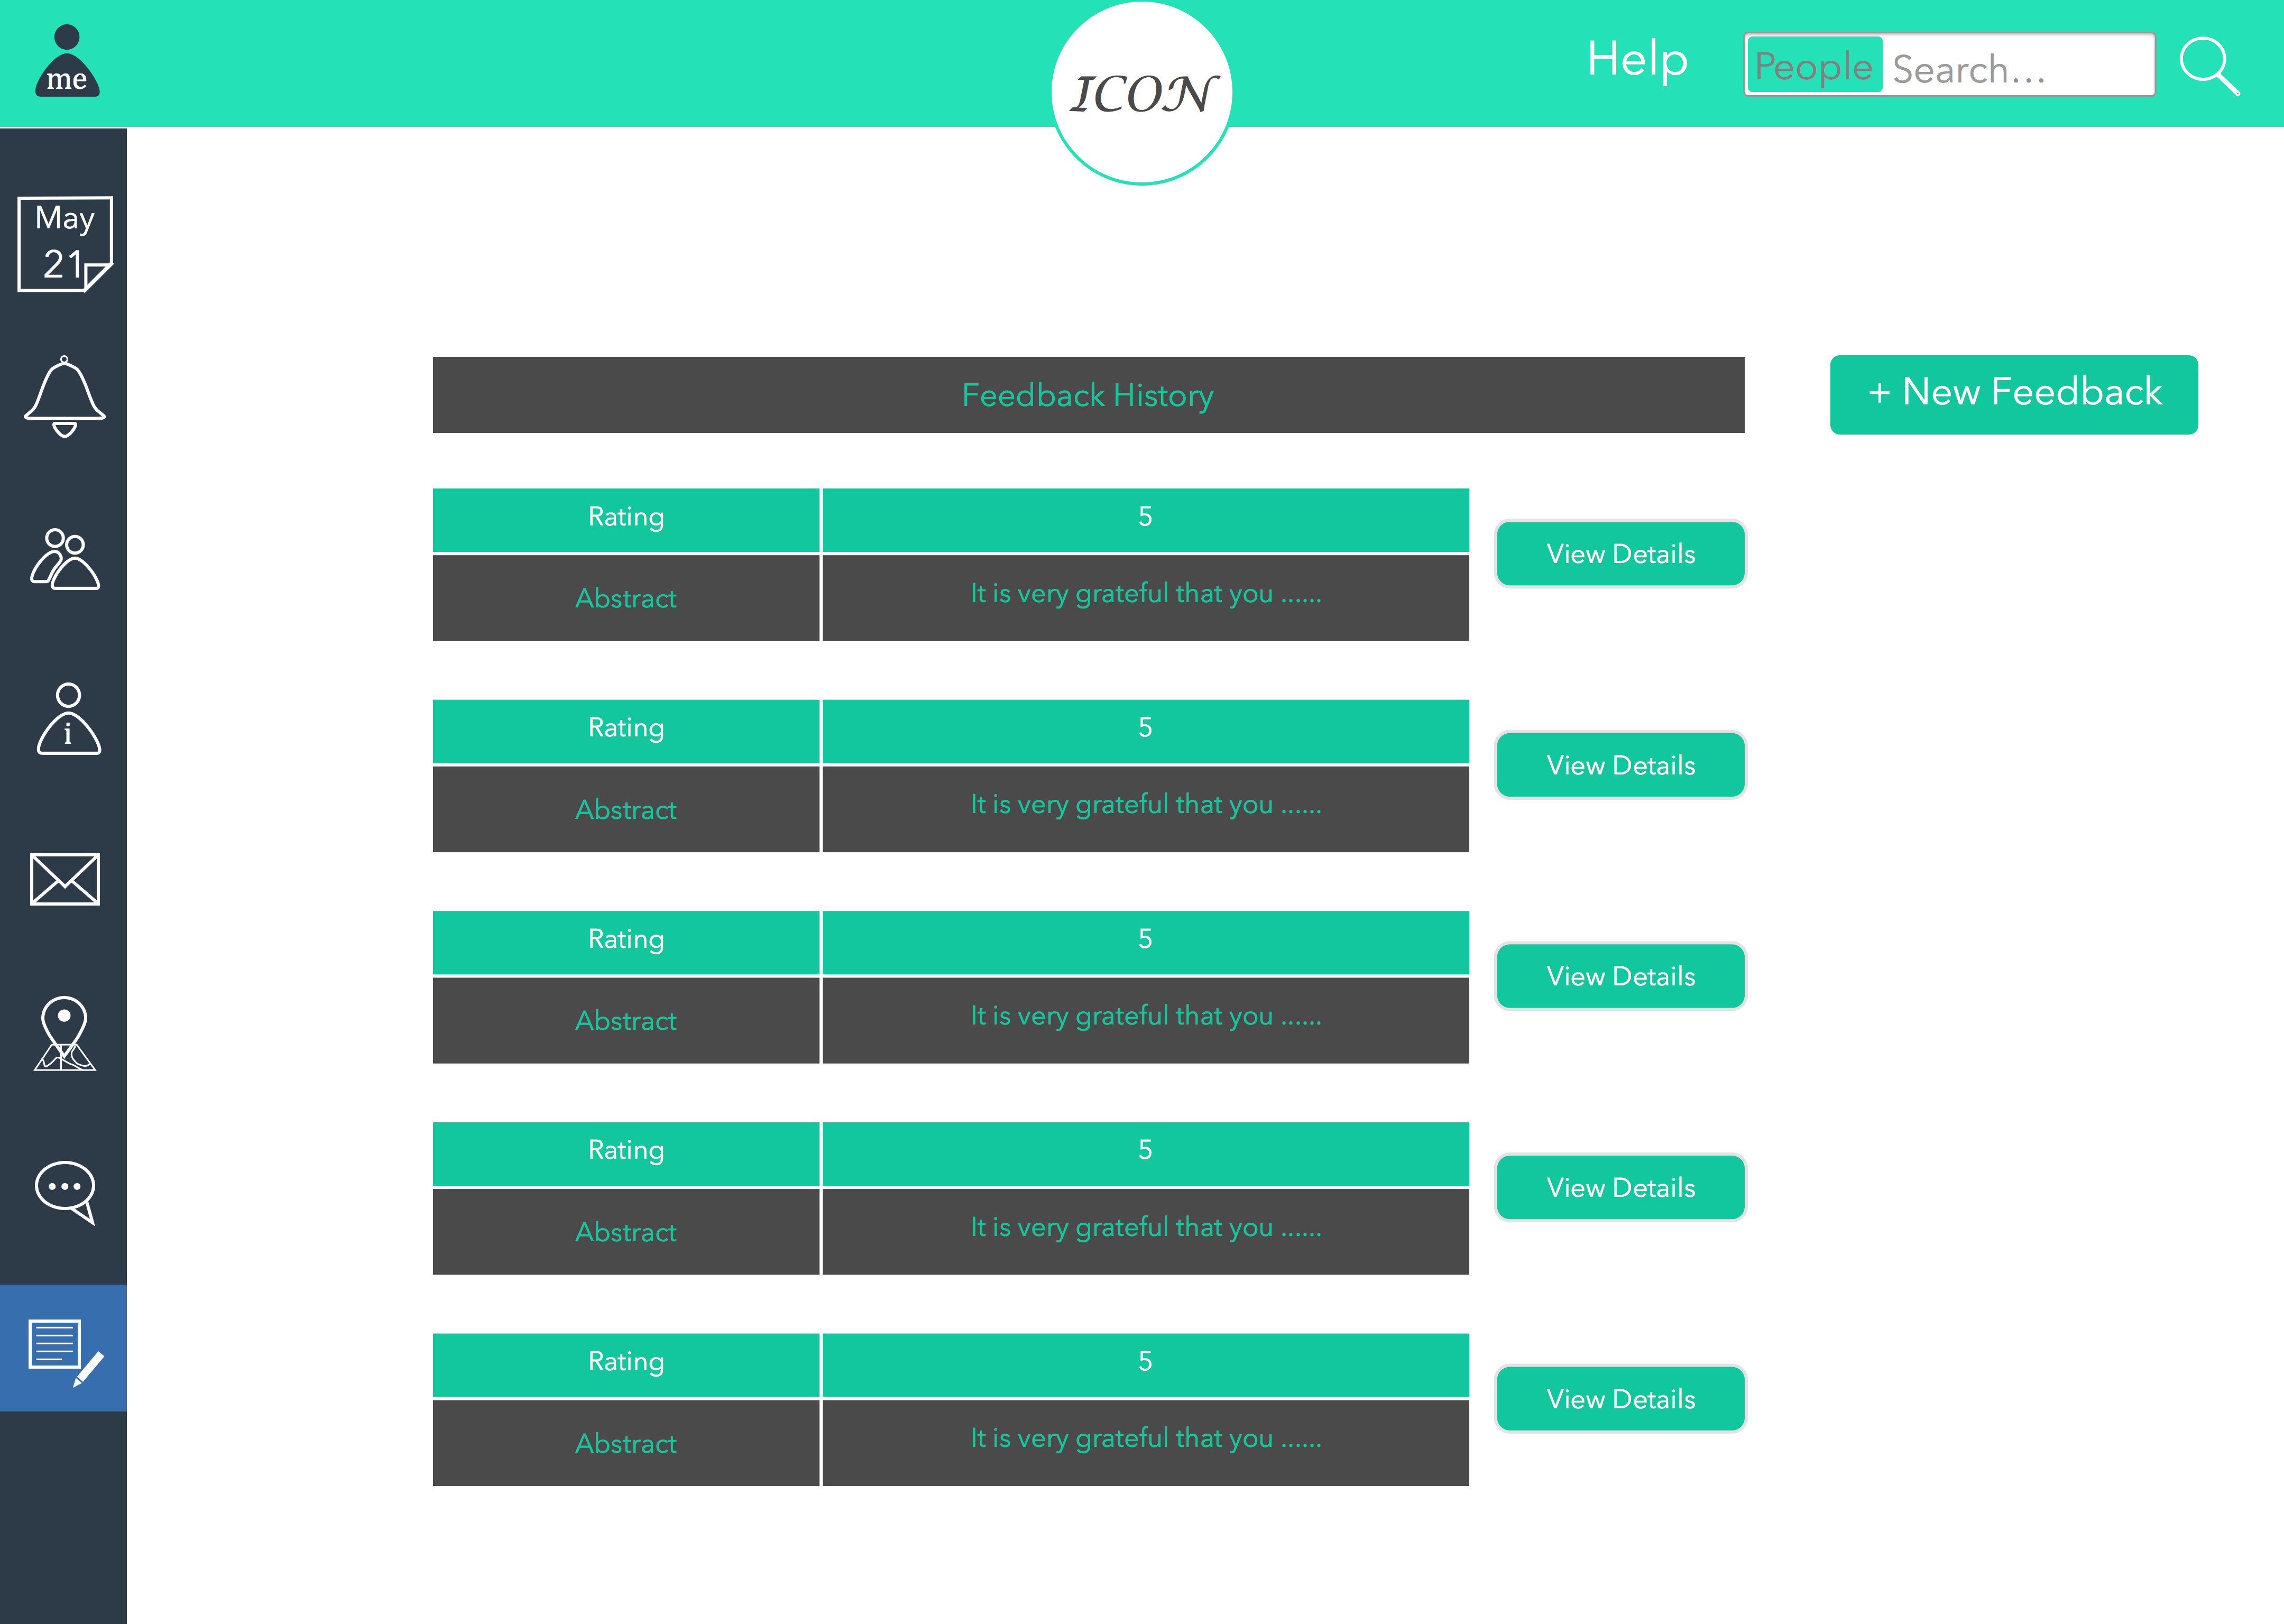 me
ICON
Help
People Search...
May
21
Feedback History
+ New Feedback
Rating 5
Abstract It is very grateful that you ......
View Details
Rating 5
Abstract It is very grateful that you ......
View Details
i
Rating 5
Abstract It is very grateful that you ......
View Details
Rating 5
Abstract It is very grateful that you ......
View Details
Rating 5
Abstract It is very grateful that you ......
View Details